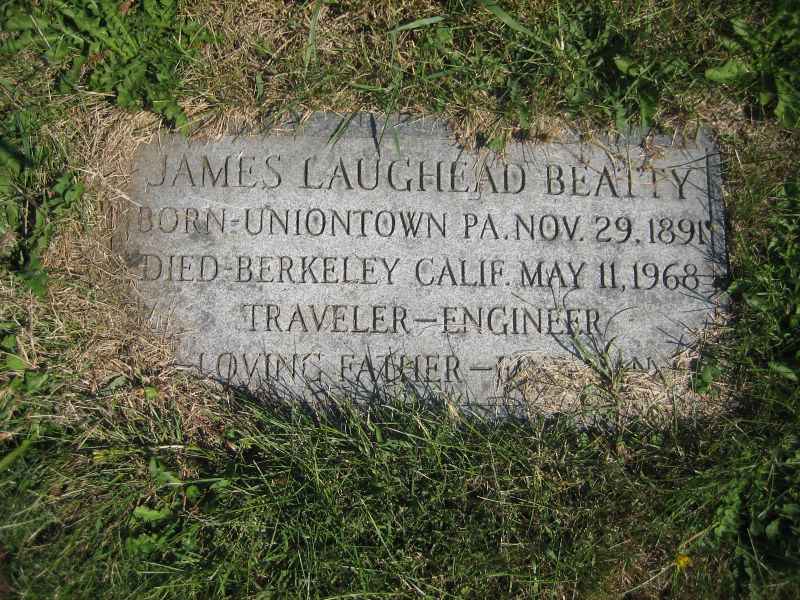 JAMES LAUGHEAD BEATTY
BORN-UNIONTOWN PA. NOV. 29, 1891
DIED-BERKELEY CALIF. MAY 11, 1968
TRAVELER-ENGINEER
LOVING FATHER-